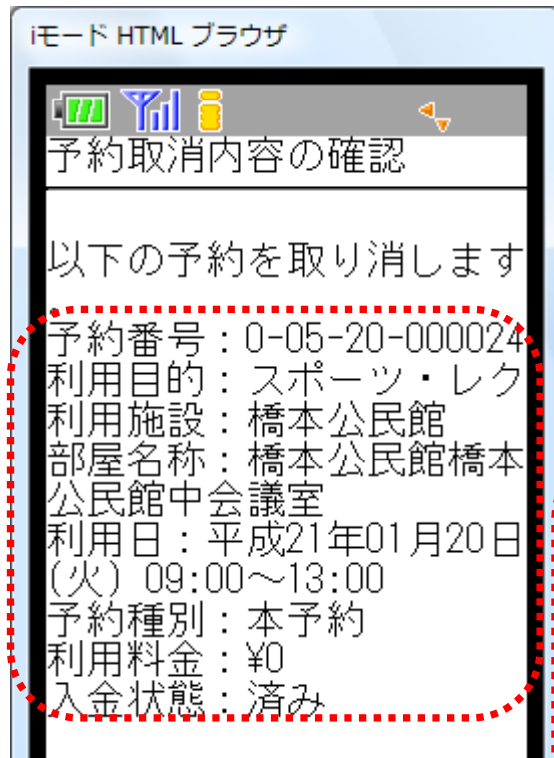 iモード HTML ブラウザ
予約取消内容の確認
以下の予約を取り消します
予約番号：0-05-20-000024
利用目的：スポーツ・レク
利用施設：橋本公民館
部屋名称：橋本公民館橋本
公民館中会議室
利用日：平成21年01月20日
(火) 09:00～13:00
予約種別：本予約
利用料金：¥0
入金状態：済み